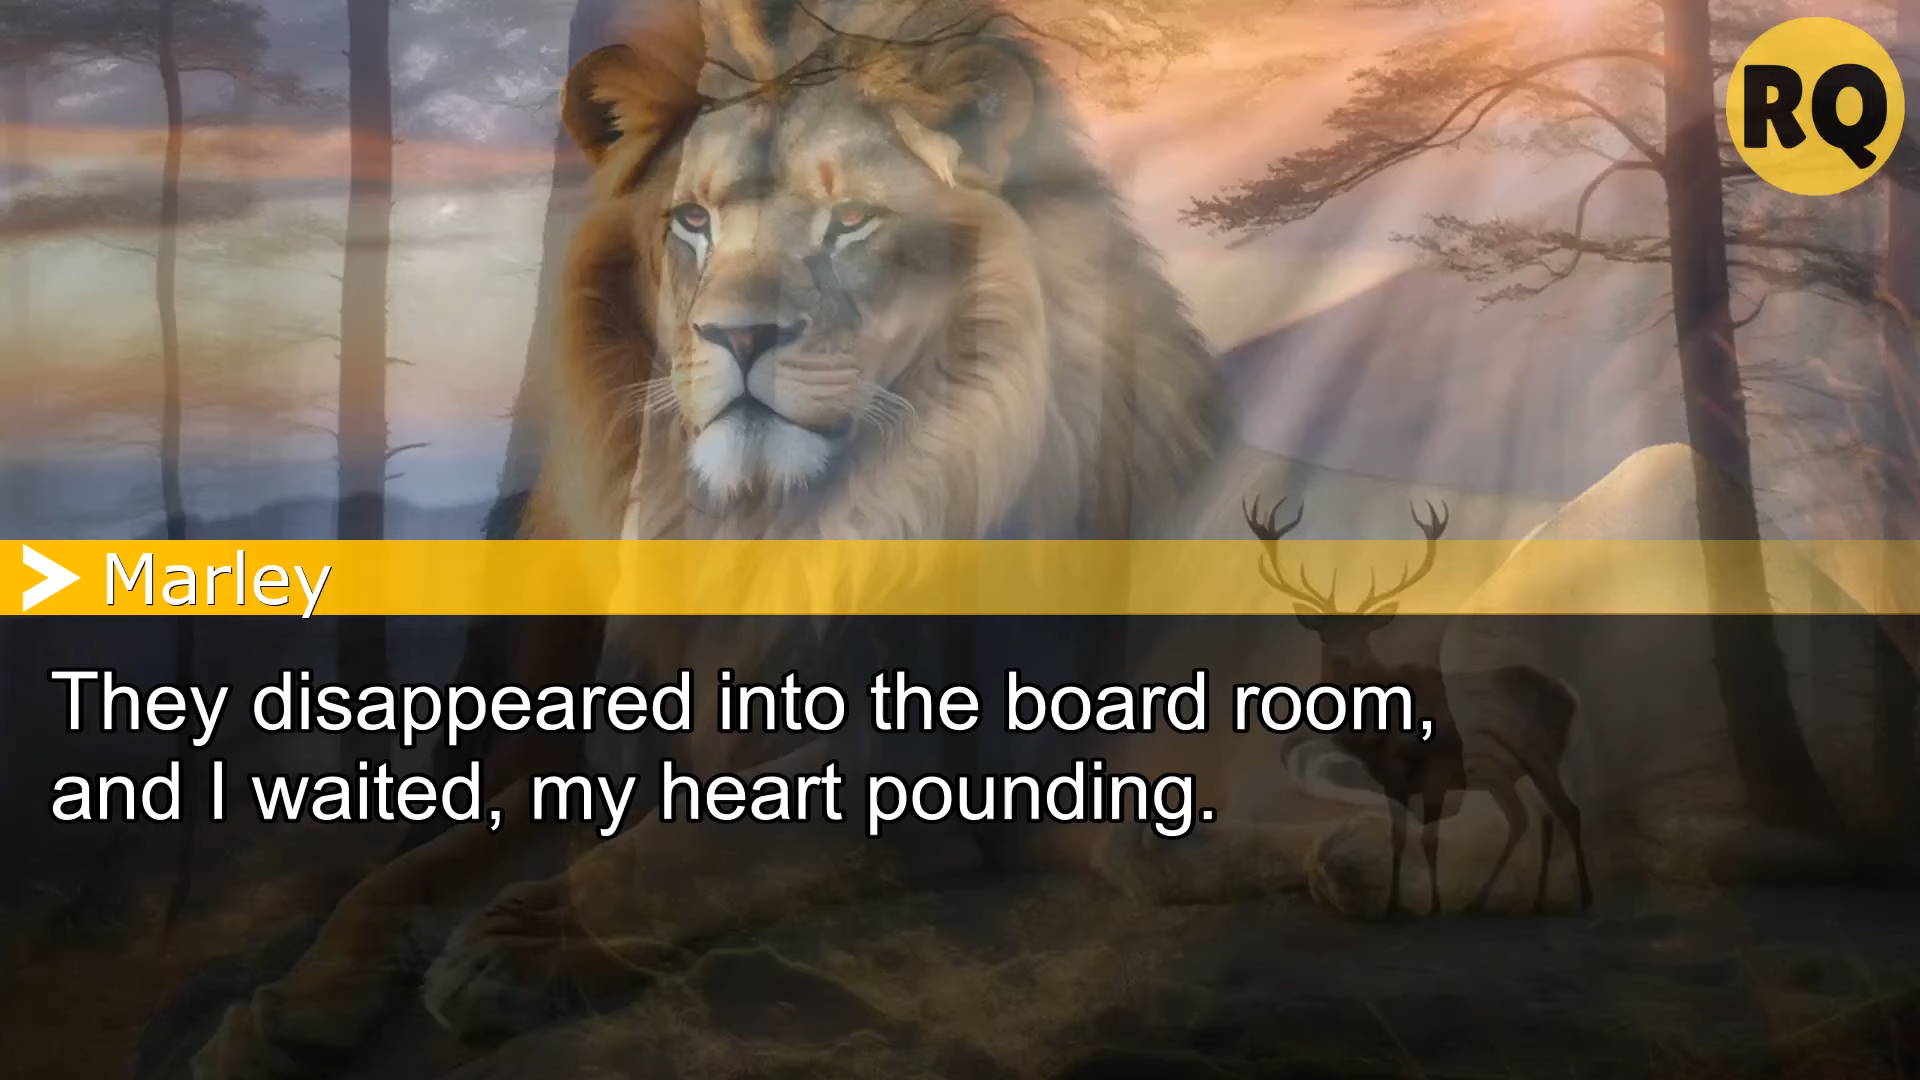 RQ
Marley
They disappeared into the board room,
and I waited, my heart pounding.